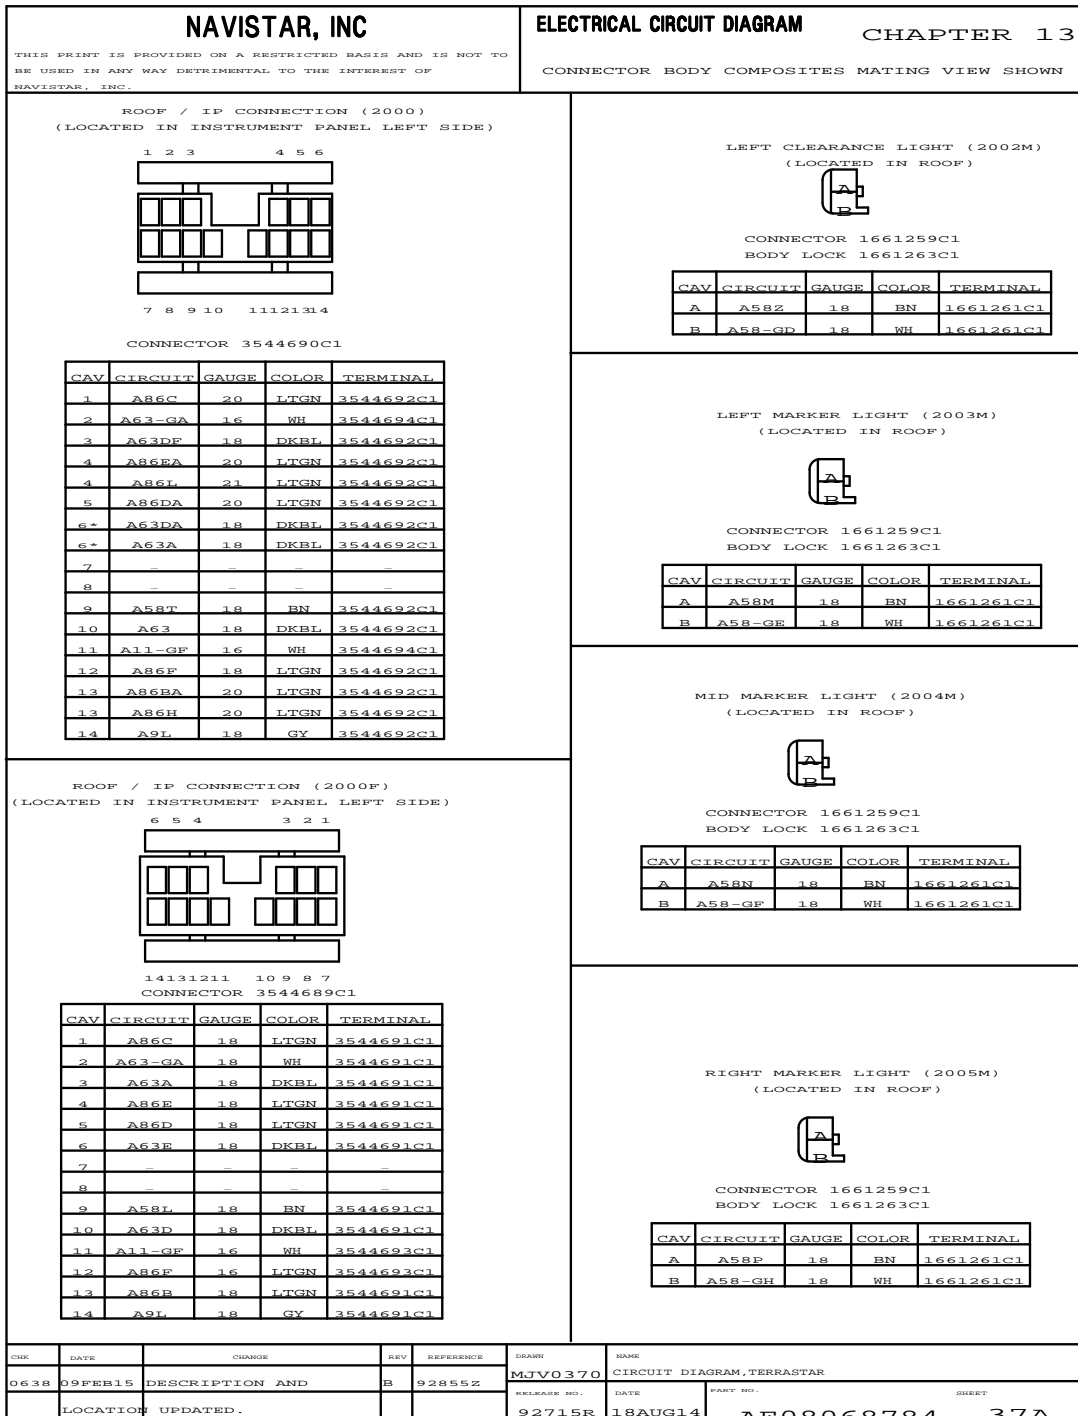 NAVISTAR, INC
THIS PRINT IS PROVIDED ON A RESTRICTED BASIS AND IS NOT TO
BE USED IN ANY WAY DETRIMENTAL TO THE INTEREST OF
NAVISTAR, INC.
ELECTRICAL CIRCUIT DIAGRAM
CHAPTER 13
CONNECTOR BODY COMPOSITES MATING VIEW SHOWN
ROOF / IP CONNECTION (2000)
(LOCATED IN INSTRUMENT PANEL LEFT SIDE)
1 2 3 4 5 6
7 8 9 10 11 12 13 14
CONNECTOR 3544690C1
CAV CIRCUIT GAUGE COLOR TERMINAL
1 A86C 20 LTGN 3544692C1
2 A63-GA 16 WH 3544694C1
3 A63DF 18 DKBL 3544692C1
4 A86EA 20 LTGN 3544692C1
4 A86L 21 LTGN 3544692C1
5 A86DA 20 LTGN 3544692C1
6* A63DA 18 DKBL 3544692C1
6* A63A 18 DKBL 3544692C1
7 – – – –
8 – – – –
9 A58T 18 BN 3544692C1
10 A63 18 DKBL 3544692C1
11 A11-GF 16 WH 3544694C1
12 A86F 18 LTGN 3544692C1
13 A86BA 20 LTGN 3544692C1
13 A86H 20 LTGN 3544692C1
14 A9L 18 GY 3544692C1
ROOF / IP CONNECTION (2000F)
(LOCATED IN INSTRUMENT PANEL LEFT SIDE)
6 5 4 3 2 1
14 13 12 11 10 9 8 7
CONNECTOR 3544689C1
CAV CIRCUIT GAUGE COLOR TERMINAL
1 A86C 18 LTGN 3544691C1
2 A63-GA 18 WH 3544691C1
3 A63A 18 DKBL 3544691C1
4 A86E 18 LTGN 3544691C1
5 A86D 18 LTGN 3544691C1
6 A63E 18 DKBL 3544691C1
7 – – – –
8 – – – –
9 A58L 18 BN 3544691C1
10 A63D 18 DKBL 3544691C1
11 A11-GF 16 WH 3544693C1
12 A86F 16 LTGN 3544693C1
13 A86B 18 LTGN 3544691C1
14 A9L 18 GY 3544691C1
LEFT CLEARANCE LIGHT (2002M)
(LOCATED IN ROOF)
A
B
CONNECTOR 1661259C1
BODY LOCK 1661263C1
CAV CIRCUIT GAUGE COLOR TERMINAL
A A58Z 18 BN 1661261C1
B A58-GD 18 WH 1661261C1
LEFT MARKER LIGHT (2003M)
(LOCATED IN ROOF)
A
B
CONNECTOR 1661259C1
BODY LOCK 1661263C1
CAV CIRCUIT GAUGE COLOR TERMINAL
A A58M 18 BN 1661261C1
B A58-GE 18 WH 1661261C1
MID MARKER LIGHT (2004M)
(LOCATED IN ROOF)
A
B
CONNECTOR 1661259C1
BODY LOCK 1661263C1
CAV CIRCUIT GAUGE COLOR TERMINAL
A A58N 18 BN 1661261C1
B A58-GF 18 WH 1661261C1
RIGHT MARKER LIGHT (2005M)
(LOCATED IN ROOF)
A
B
CONNECTOR 1661259C1
BODY LOCK 1661263C1
CAV CIRCUIT GAUGE COLOR TERMINAL
A A58P 18 BN 1661261C1
B A58-GH 18 WH 1661261C1
CHK DATE CHANGE REV REFERENCE
0638 09FEB15 DESCRIPTION AND B 92855Z
LOCATION UPDATED.
DRAWN NAME
MJV0370 CIRCUIT DIAGRAM,TERRASTAR
RELEASE NO. DATE PART NO. SHEET
92715R 18AUG14 AF08068784 37A